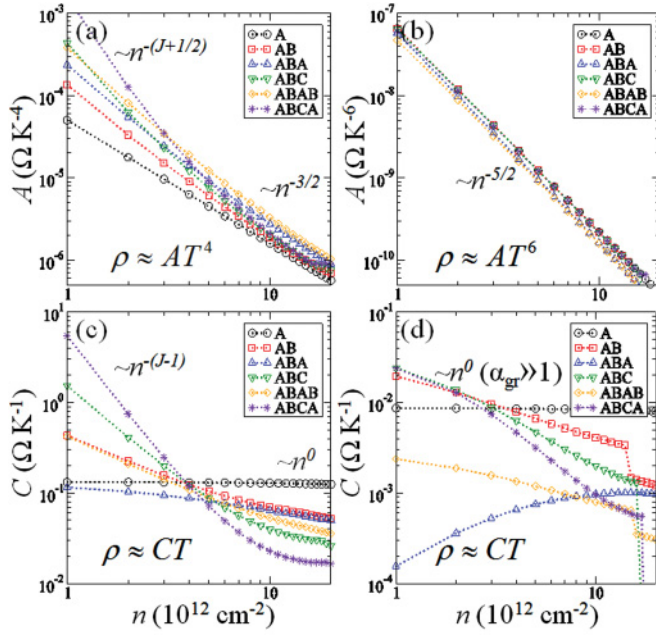 (a)
~n^-(J+1/2)
A
AB
ABA
ABC
ABAB
ABCA
~n^-3/2
ρ ≈ AT^4
A (Ω K^-4)
10^-3
10^-4
10^-5
10^-6
1
10
(b)
A
AB
ABA
ABC
ABAB
ABCA
~n^-5/2
ρ ≈ AT^6
A (Ω K^-6)
10^-6
10^-7
10^-8
10^-9
10^-10
1
10
(c)
~n^-(J-1)
A
AB
ABA
ABC
ABAB
ABCA
~n^0
ρ ≈ CT
C (Ω K^-1)
10^1
10^0
10^-1
10^-2
1
10
n (10^12 cm^-2)
(d)
~n^0 (α_gr≫1)
A
AB
ABA
ABC
ABAB
ABCA
ρ ≈ CT
C (Ω K^-1)
10^-1
10^-2
10^-3
10^-4
1
10
n (10^12 cm^-2)